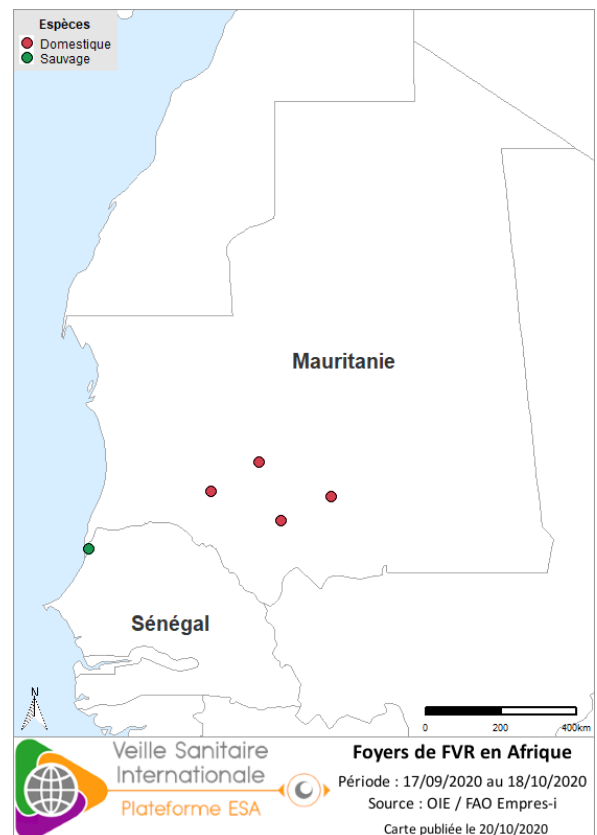 Espèces
Domestique
Sauvage
Mauritanie
Sénégal
N
0 200 400km
Veille Sanitaire
Internationale
Plateforme ESA
Foyers de FVR en Afrique
Période : 17/09/2020 au 18/10/2020
Source : OIE / FAO Empres-i
Carte publiée le 20/10/2020